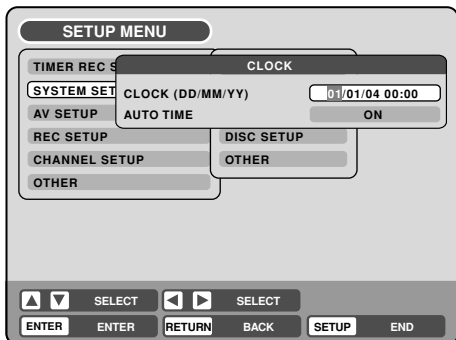 SETUP MENU
TIMER REC S
CLOCK
SYSTEM SET
CLOCK (DD/MM/YY)
01/01/04 00:00
AV SETUP
AUTO TIME
ON
REC SETUP
DISC SETUP
CHANNEL SETUP
OTHER
OTHER
SELECT
SELECT
ENTER
ENTER
RETURN
BACK
SETUP
END